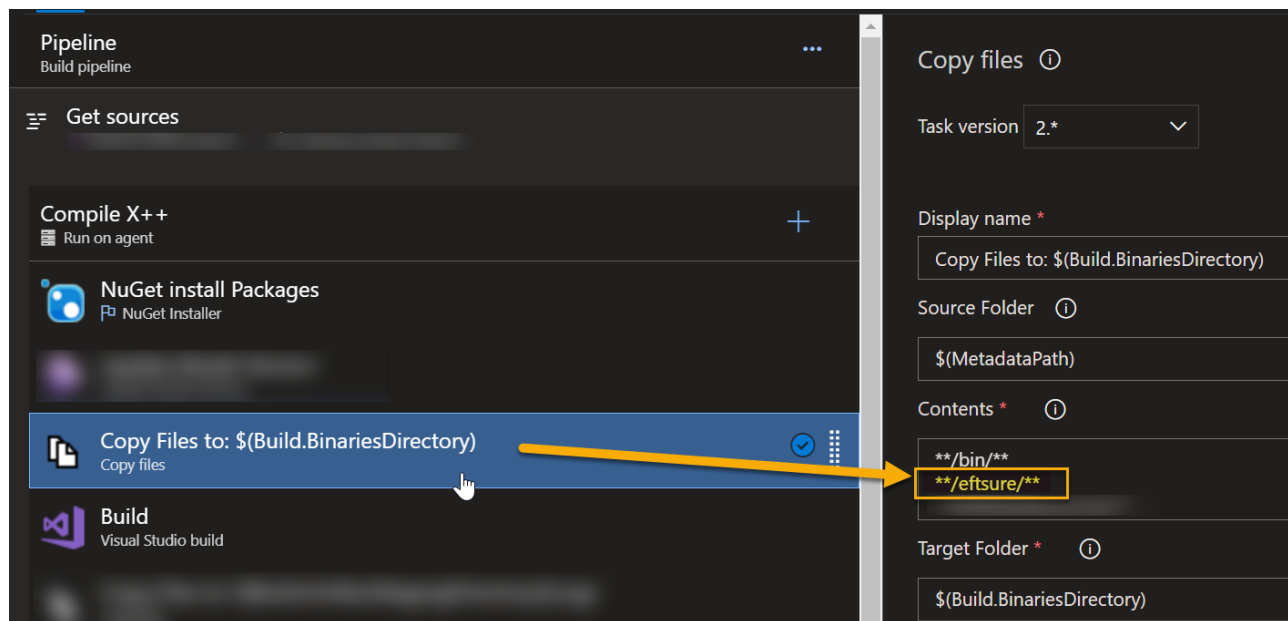 Pipeline
Build pipeline
Get sources
Compile X++
Run on agent
NuGet install Packages
NuGet Installer
Copy Files to: $(Build.BinariesDirectory)
Copy files
Build
Visual Studio build
Copy files
Task version 2.*
Display name *
Copy Files to: $(Build.BinariesDirectory)
Source Folder
$(MetadataPath)
Contents *
**/bin/**
**/eftsure/**
Target Folder *
$(Build.BinariesDirectory)